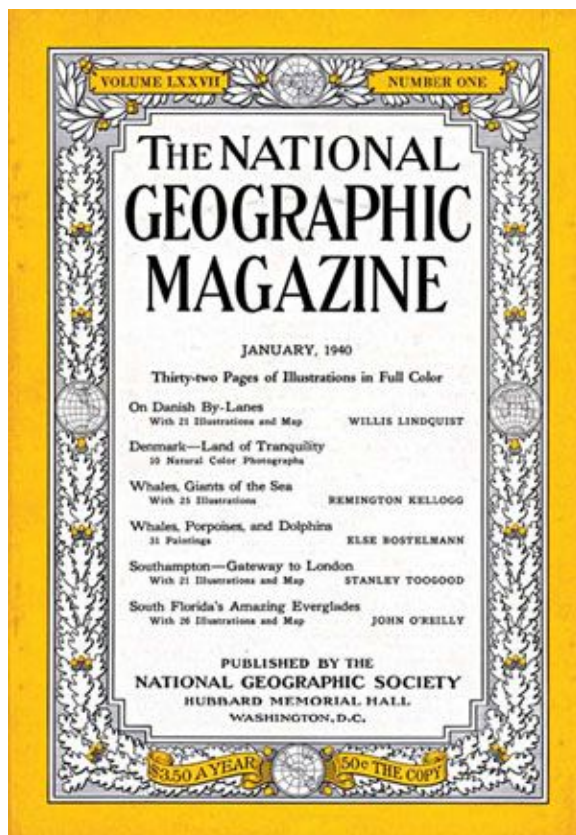 VOLUME LXXVII NUMBER ONE
THE NATIONAL
GEOGRAPHIC
MAGAZINE
JANUARY, 1940
Thirty-two Pages of Illustrations in Full Color
On Danish By-Lanes
With 21 Illustrations and Map WILLIS LINDQUIST
Denmark—Land of Tranquility
10 Natural Color Photographs
Whales, Giants of the Sea
With 25 Illustrations REMINGTON KELLOGG
Whales, Porpoises, and Dolphins
31 Paintings ELSE BOSTELMANN
Southampton—Gateway to London
With 21 Illustrations and Map STANLEY TOOGOOD
South Florida's Amazing Everglades
With 26 Illustrations and Map JOHN O'REILLY
PUBLISHED BY THE
NATIONAL GEOGRAPHIC SOCIETY
HUBBARD MEMORIAL HALL
WASHINGTON, D.C.
$3.50 A YEAR 50c THE COPY